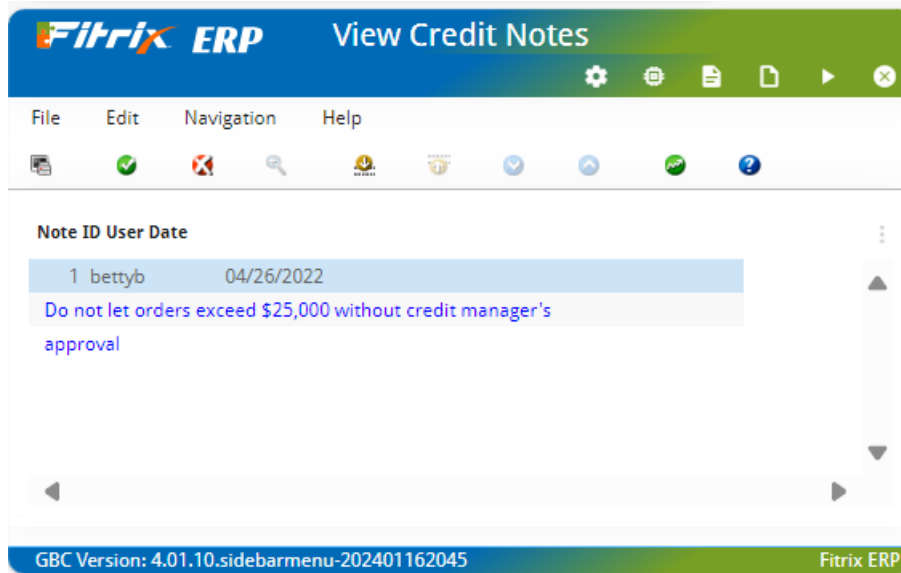 Fitrix ERP View Credit Notes
File Edit Navigation Help
Note ID User Date
1 bettyb 04/26/2022
Do not let orders exceed $25,000 without credit manager's
approval
GBC Version: 4.01.10.sidebarmenu-202401162045 Fitrix ERP